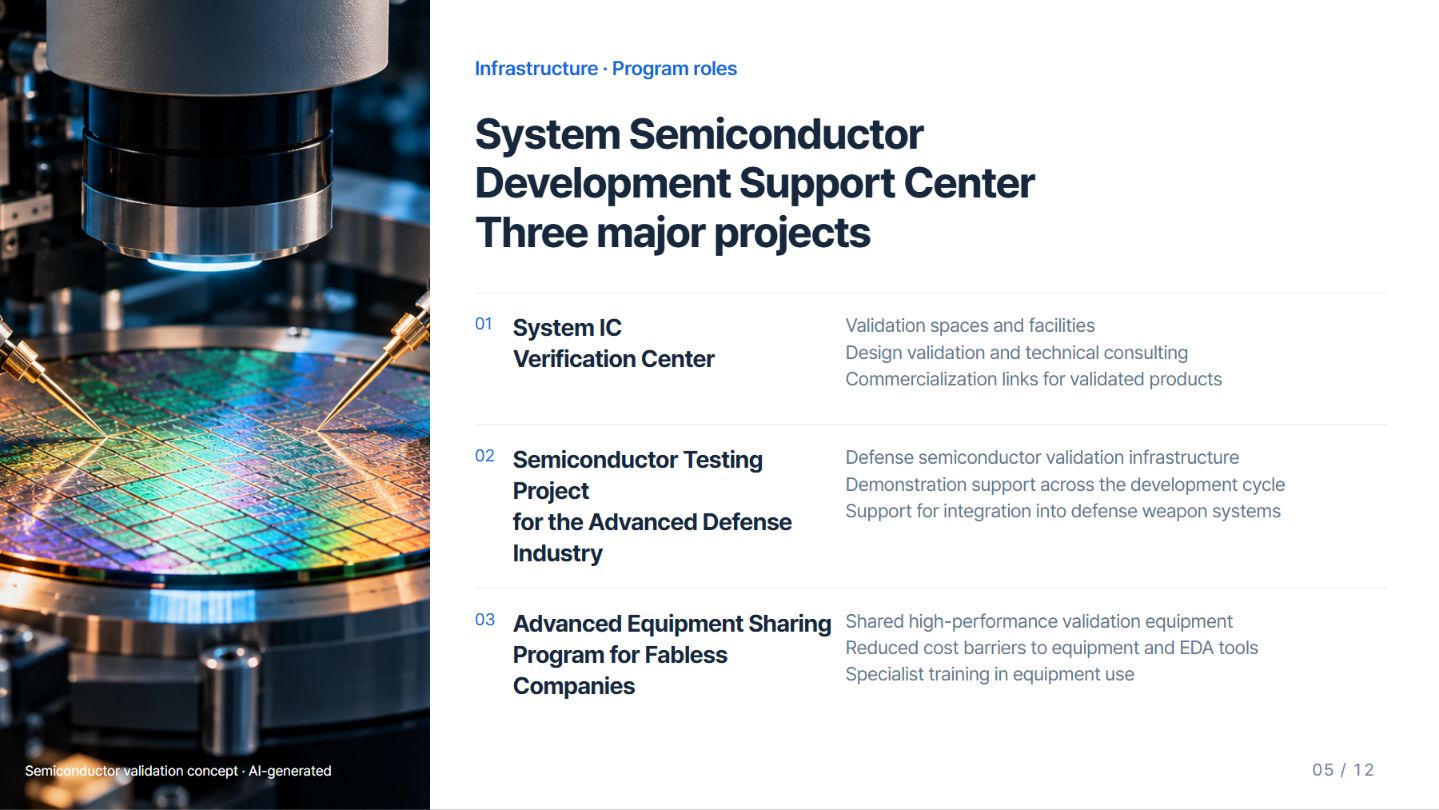 Infrastructure · Program roles
System Semiconductor
Development Support Center
Three major projects
01
System IC
Verification Center
Validation spaces and facilities
Design validation and technical consulting
Commercialization links for validated products
02
Semiconductor Testing
Project
for the Advanced Defense
Industry
Defense semiconductor validation infrastructure
Demonstration support across the development cycle
Support for integration into defense weapon systems
03
Advanced Equipment Sharing
Program for Fabless
Companies
Shared high-performance validation equipment
Reduced cost barriers to equipment and EDA tools
Specialist training in equipment use
Semiconductor validation concept · AI-generated
05 / 12